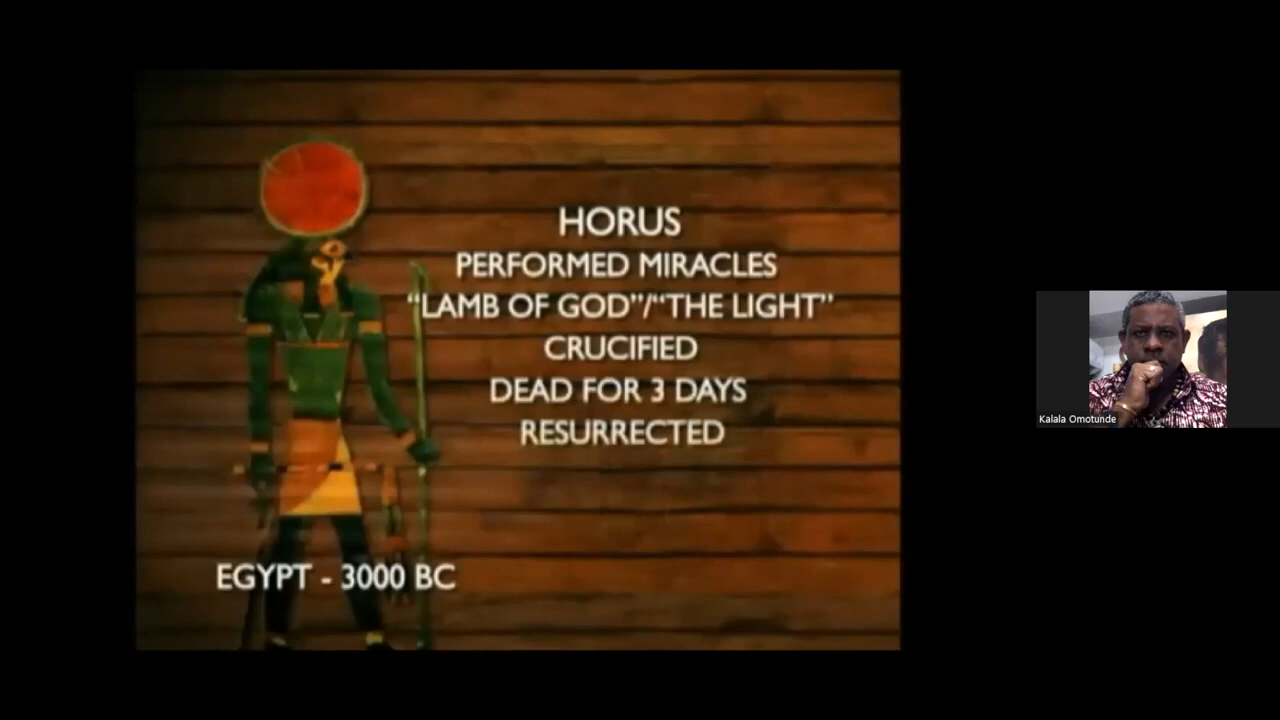 HORUS
PERFORMED MIRACLES
“LAMB OF GOD”/“THE LIGHT”
CRUCIFIED
DEAD FOR 3 DAYS
RESURRECTED
EGYPT - 3000 BC
Kalala Omotunde